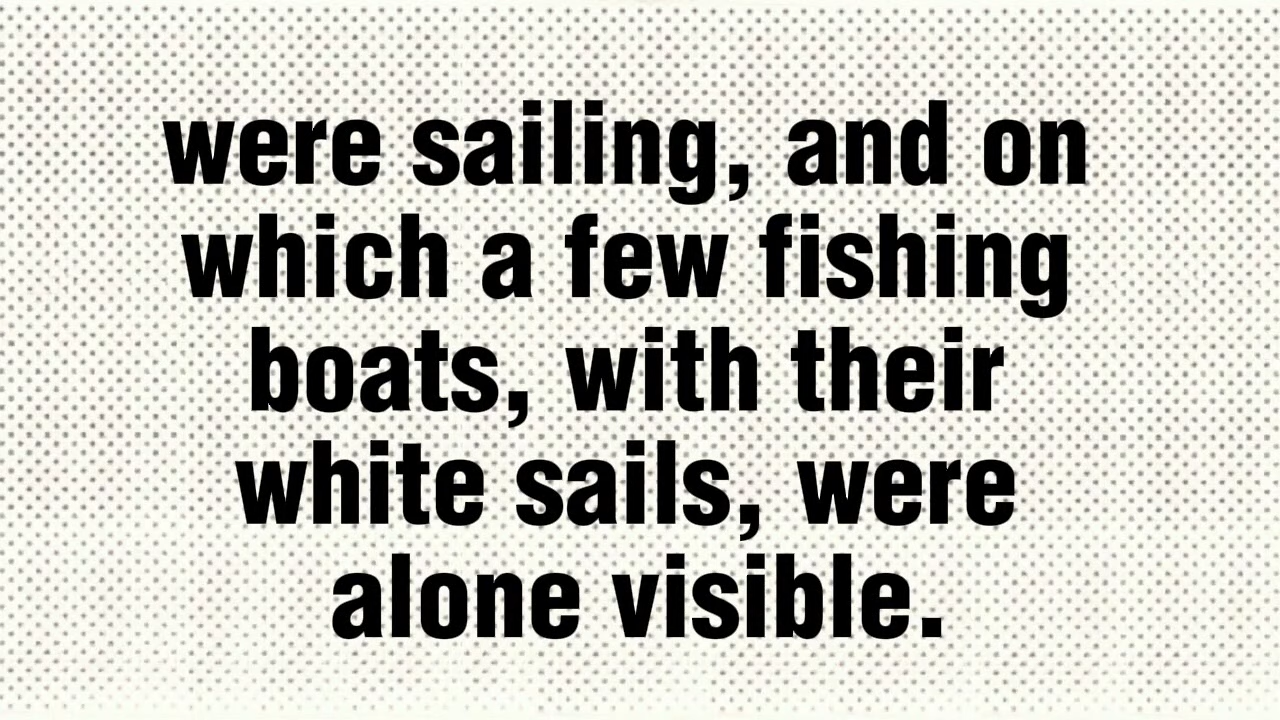 were sailing, and on
which a few fishing
boats, with their
white sails, were
alone visible.